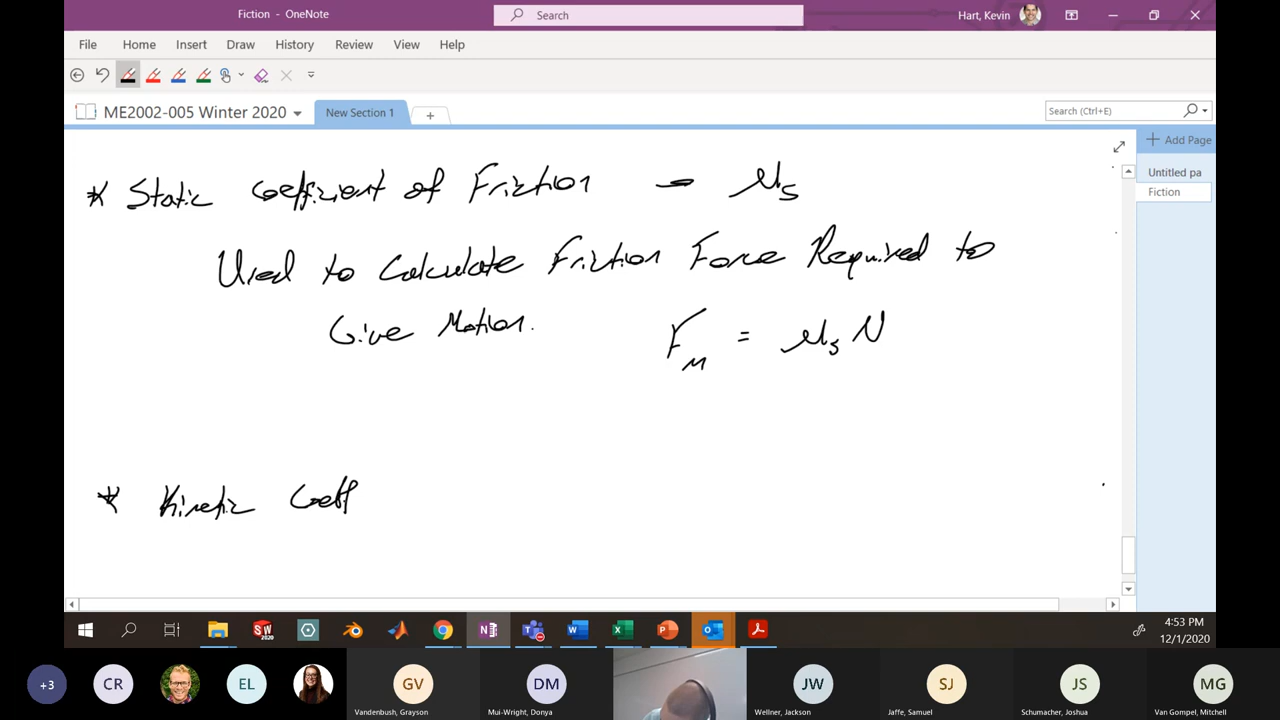 Fiction - OneNote
Search
Hart, Kevin
File Home Insert Draw History Review View Help
ME2002-005 Winter 2020
New Section 1
Search (Ctrl+E)
Add Page
Untitled pa
Fiction
* Static Coefficient of Friction - μs
Used to Calculate Friction Force Required to
Give Motion. FM = μs N
* Kinetic Coeff
4:53 PM
12/1/2020
+3 CR EL GV DM JW SJ JS MG
Vandenbush, Grayson Mui-Wright, Donya Wellner, Jackson Jaffe, Samuel Schumacher, Joshua Van Gompel, Mitchell